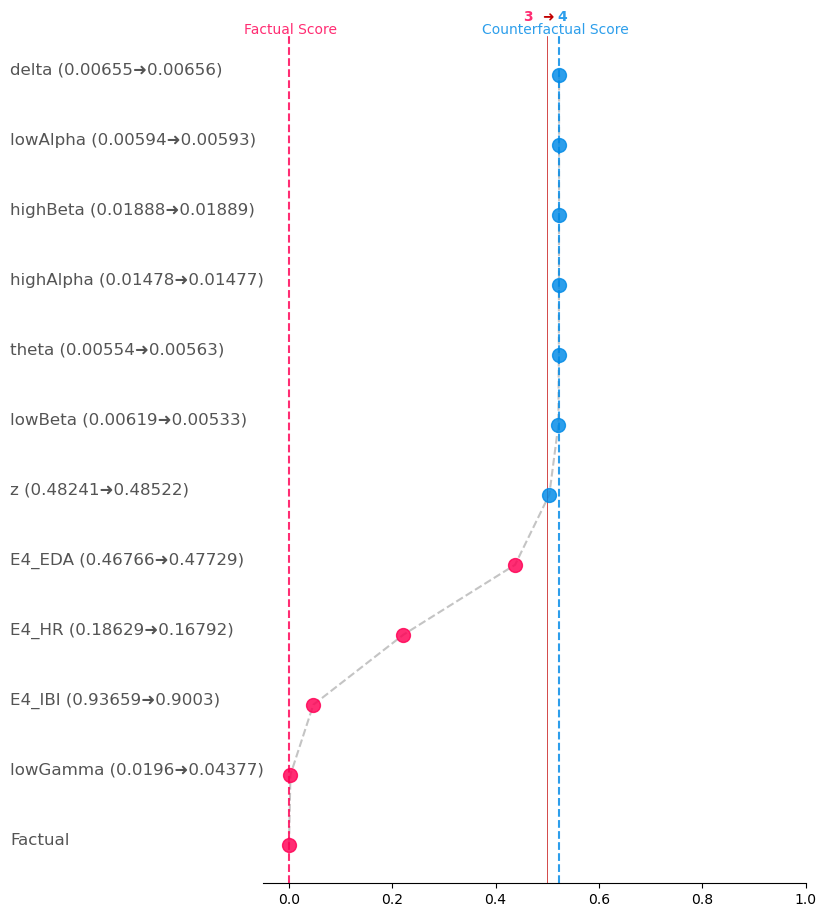 3 ➔ 4
Factual Score Counterfactual Score
delta (0.00655➔0.00656)
lowAlpha (0.00594➔0.00593)
highBeta (0.01888➔0.01889)
highAlpha (0.01478➔0.01477)
theta (0.00554➔0.00563)
lowBeta (0.00619➔0.00533)
z (0.48241➔0.48522)
E4_EDA (0.46766➔0.47729)
E4_HR (0.18629➔0.16792)
E4_IBI (0.93659➔0.9003)
lowGamma (0.0196➔0.04377)
Factual
0.0 0.2 0.4 0.6 0.8 1.0